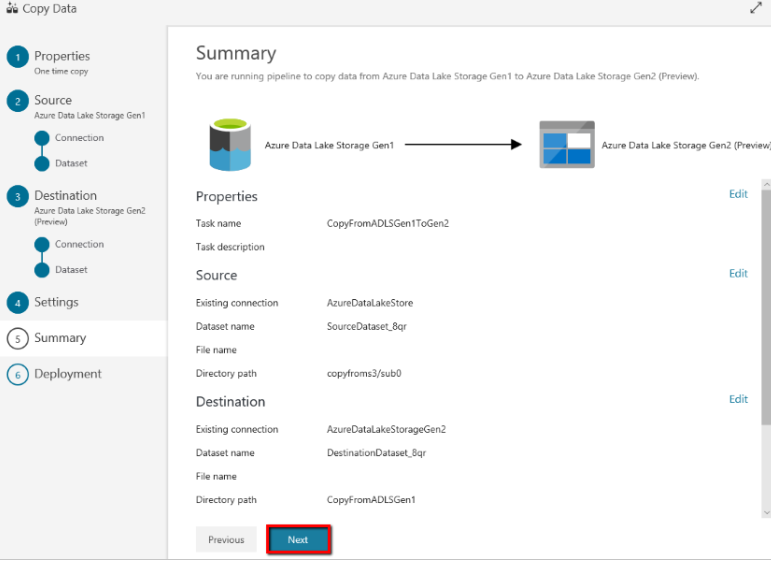 Copy Data
1
Properties
One time copy
2
Source
Azure Data Lake Storage Gen1
Connection
Dataset
3
Destination
Azure Data Lake Storage Gen2
(Preview)
Connection
Dataset
4
Settings
5
Summary
6
Deployment
Summary
You are running pipeline to copy data from Azure Data Lake Storage Gen1 to Azure Data Lake Storage Gen2 (Preview).
Azure Data Lake Storage Gen1
Azure Data Lake Storage Gen2 (Preview)
Properties
Edit
Task name
CopyFromADLSGen1ToGen2
Task description
Source
Edit
Existing connection
AzureDataLakeStore
Dataset name
SourceDataset_8qr
File name
Directory path
copyfroms3/sub0
Destination
Edit
Existing connection
AzureDataLakeStorageGen2
Dataset name
DestinationDataset_8qr
File name
Directory path
CopyFromADLSGen1
Previous
Next